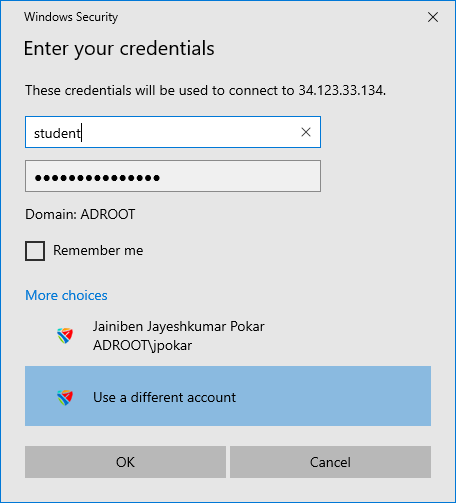 Windows Security
Enter your credentials
These credentials will be used to connect to 34.123.33.134.
student
Domain: ADROOT
Remember me
More choices
Jainiben Jayeshkumar Pokar
ADROOT\jpokar
Use a different account
OK
Cancel